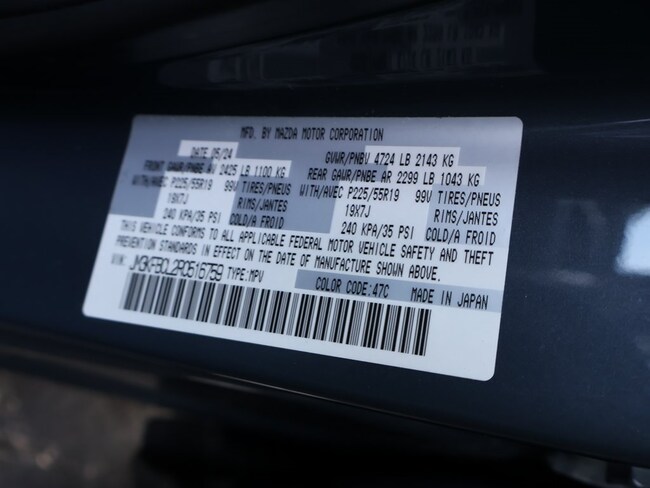 MFD. BY MAZDA MOTOR CORPORATION
DATE 05/24 GVWR/PNBV 4724 LB 2143 KG
FRONT GAWR/PNBE AV 2425 LB 1100 KG REAR GAWR/PNBE AR 2299 LB 1043 KG
WITH/AVEC P225/55R19 99V TIRES/PNEUS WITH/AVEC P225/55R19 99V TIRES/PNEUS
19X7J RIMS/JANTES 19X7J RIMS/JANTES
240 KPA/35 PSI COLD/A FROID 240 KPA/35 PSI COLD/A FROID
THIS VEHICLE CONFORMS TO ALL APPLICABLE FEDERAL MOTOR VEHICLE SAFETY AND THEFT
PREVENTION STANDARDS IN EFFECT ON THE DATE OF MANUFACTURE SHOWN ABOVE.
VIN: TYPE:MPV
COLOR CODE:47C MADE IN JAPAN